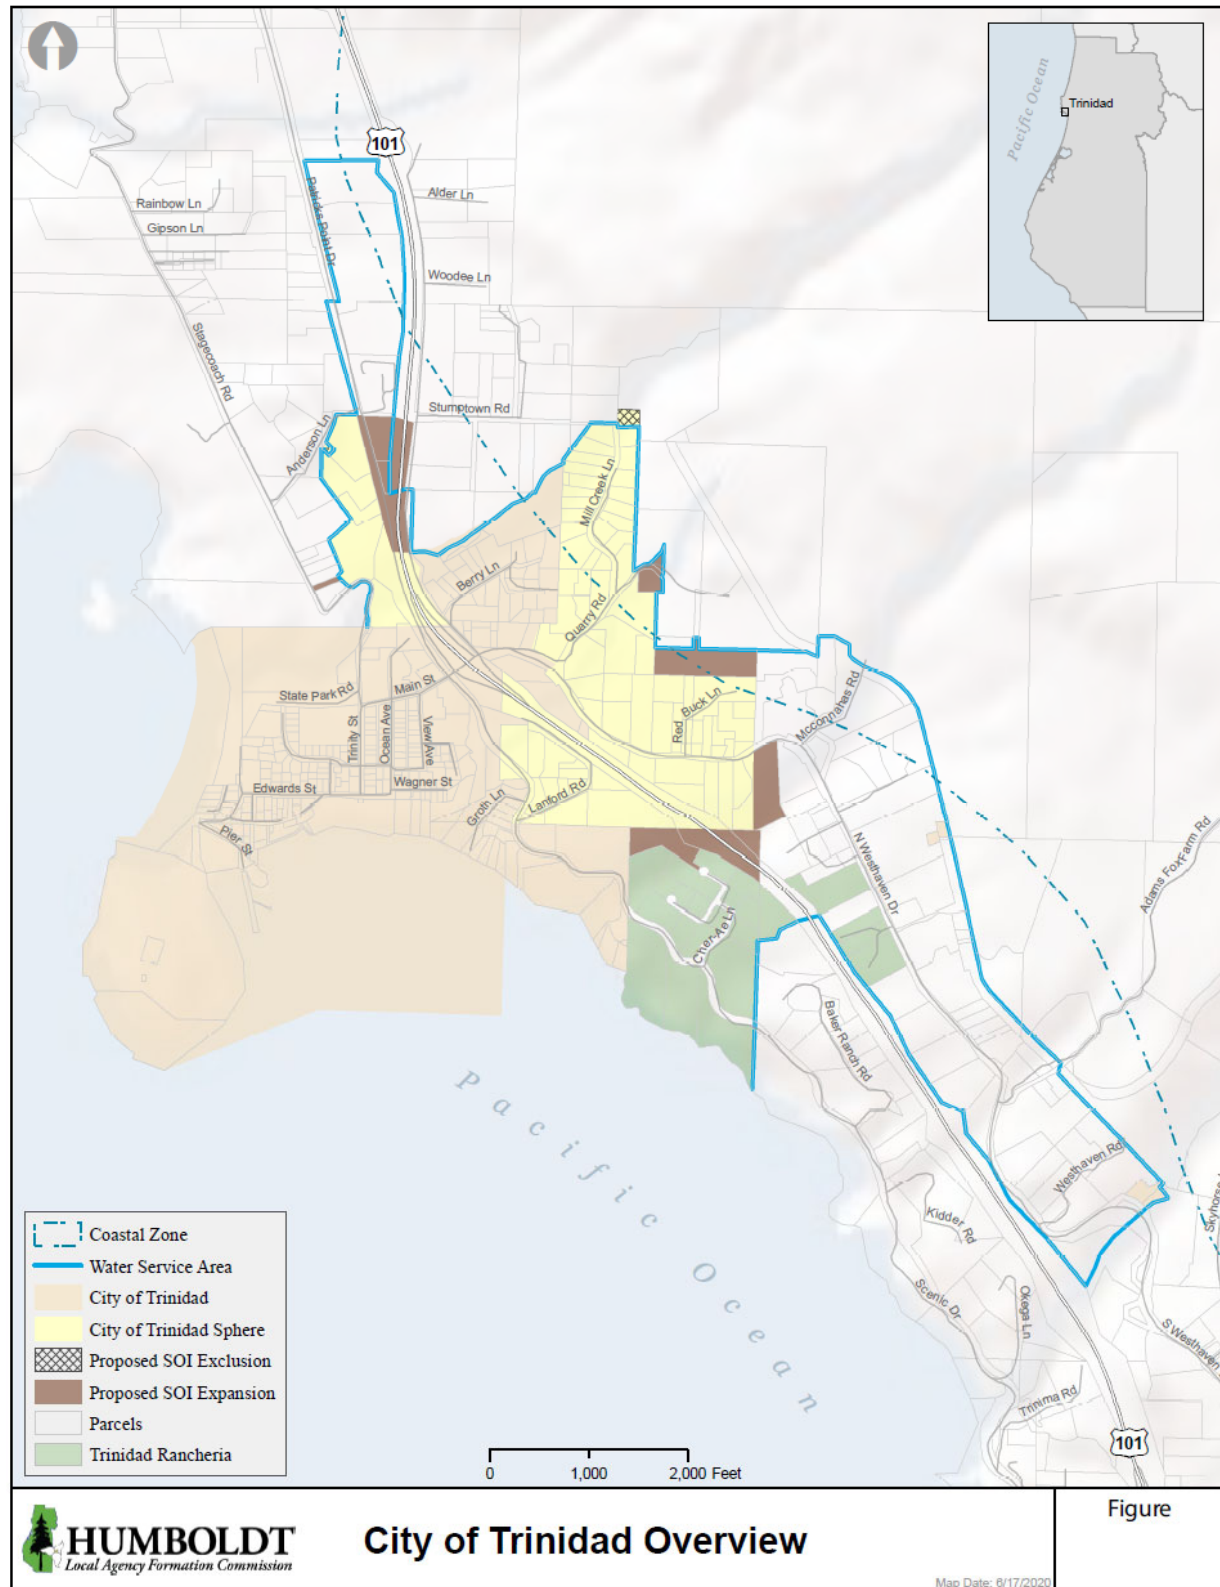 Pacific Ocean
Trinidad
101
Alder Ln
Rainbow Ln
Gipson Ln
Patricks Point Dr
Woodee Ln
Stagecoach Rd
Stumptown Rd
Anderson Ln
Mill Creek Ln
Berry Ln
Quarry Rd
State Park Rd
Main St
Trinity St
Ocean Ave
View Ave
Red Buck Ln
Mcconnahas Rd
Edwards St
Wagner St
Groth Ln
Lanford Rd
Pier St
N Westhaven Dr
Adams Fox Farm Rd
Cher-Ae Ln
Baker Ranch Rd
Pacific Ocean
Westhaven Rd
Kidder Rd
Scenic Dr
Okega Ln
Skyhorse
S Westhaven
Trinima Rd
101
Coastal Zone
Water Service Area
City of Trinidad
City of Trinidad Sphere
Proposed SOI Exclusion
Proposed SOI Expansion
Parcels
Trinidad Rancheria
0 1,000 2,000 Feet
HUMBOLDT
Local Agency Formation Commission
City of Trinidad Overview
Figure
Map Date: 6/17/2020